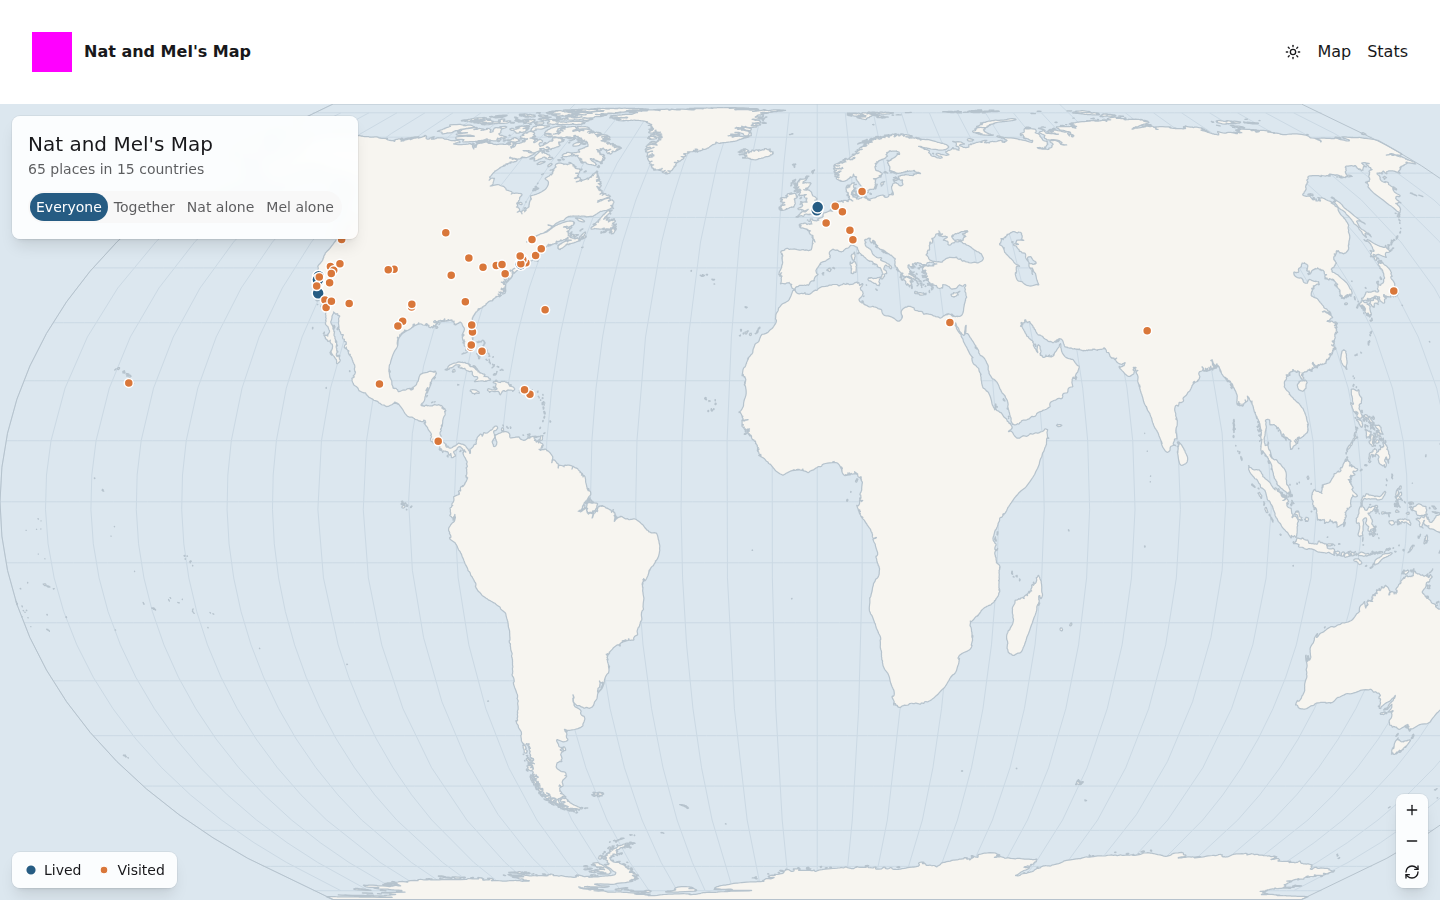 Nat and Mel's Map
Map Stats
Nat and Mel's Map
65 places in 15 countries
Everyone Together Nat alone Mel alone
Lived Visited